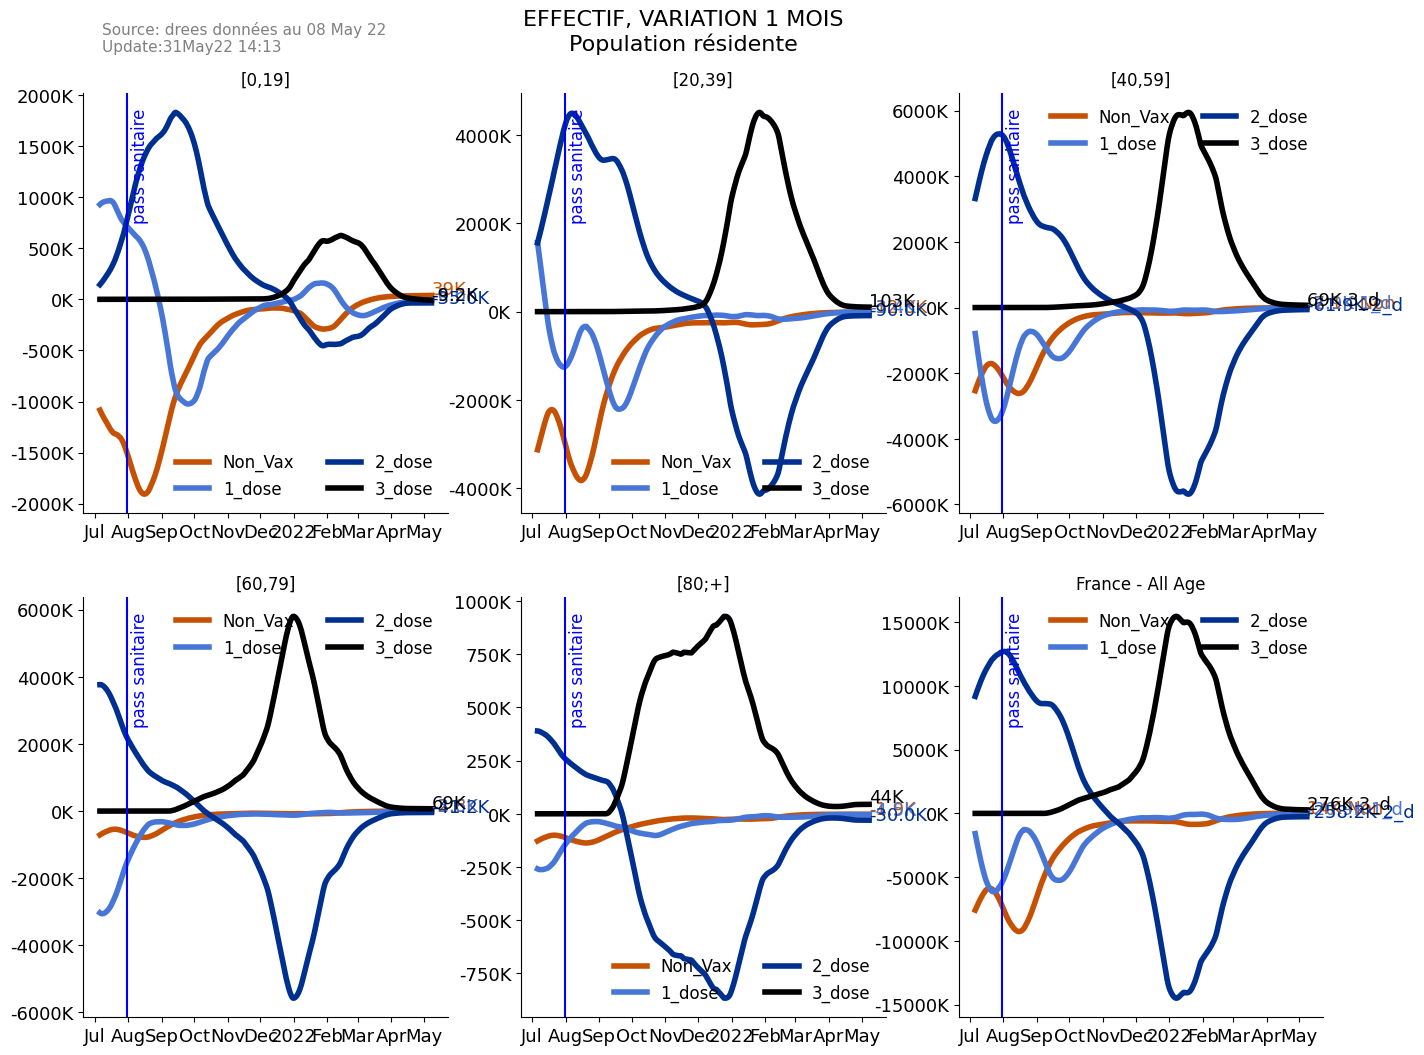 Source: drees données au 08 May 22
Update:31May22 14:13
EFFECTIF, VARIATION 1 MOIS
Population résidente
[0,19]
2000K
1500K
1000K
500K
0K
-500K
-1000K
-1500K
-2000K
pass sanitaire
39K
Non_Vax
1_dose
2_dose
3_dose
Jul Aug Sep Oct Nov Dec 2022 Feb Mar Apr May
[20,39]
4000K
2000K
0K
-2000K
-4000K
pass sanitaire
103K
Non_Vax
1_dose
2_dose
3_dose
Jul Aug Sep Oct Nov Dec 2022 Feb Mar Apr May
[40,59]
6000K
4000K
2000K
0K
-2000K
-4000K
-6000K
pass sanitaire
Non_Vax
1_dose
2_dose
3_dose
69K 3_d
Jul Aug Sep Oct Nov Dec 2022 Feb Mar Apr May
[60,79]
6000K
4000K
2000K
0K
-2000K
-4000K
-6000K
pass sanitaire
Non_Vax
1_dose
2_dose
3_dose
69K
Jul Aug Sep Oct Nov Dec 2022 Feb Mar Apr May
[80;+]
1000K
750K
500K
250K
0K
-250K
-500K
-750K
pass sanitaire
44K
-30.0K
Non_Vax
1_dose
2_dose
3_dose
Jul Aug Sep Oct Nov Dec 2022 Feb Mar Apr May
France - All Age
15000K
10000K
5000K
0K
-5000K
-10000K
-15000K
pass sanitaire
Non_Vax
1_dose
2_dose
3_dose
276K 3_d
-258.2K 2_d
Jul Aug Sep Oct Nov Dec 2022 Feb Mar Apr May